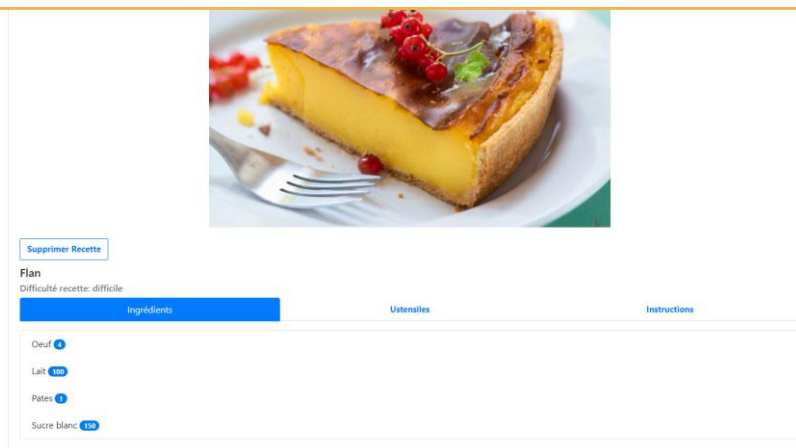 Supprimer Recette
Flan
Difficulté recette: difficile
Ingrédients Ustensiles Instructions
Oeuf 4
Lait 100
Pates 1
Sucre blanc 150